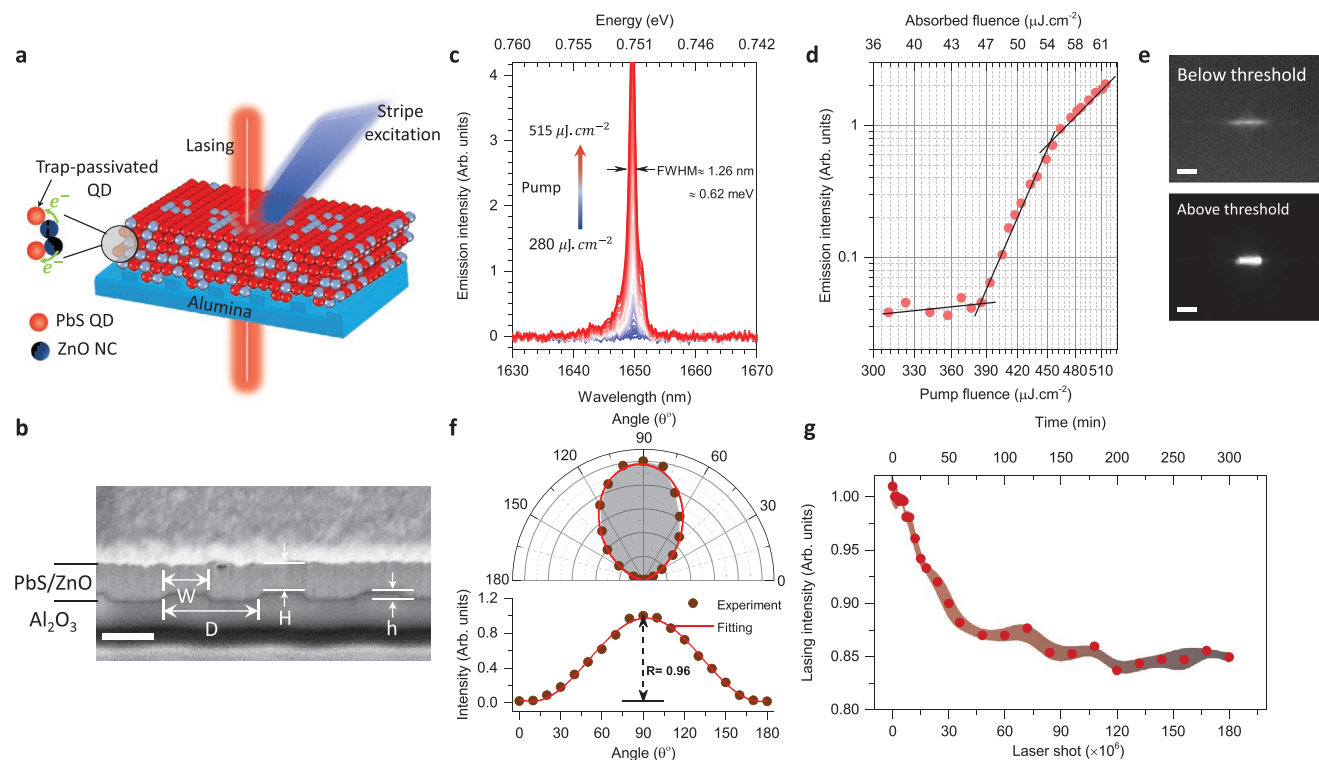 a
Lasing
Stripe
excitation
Trap-passivated
QD
e−
e−
Alumina
PbS QD
ZnO NC
b
PbS/ZnO
Al2O3
W
D
H
h
c
Energy (eV)
0.760 0.755 0.751 0.746 0.742
Emission intensity (Arb. units)
4
3
2
1
0
515 μJ.cm−2
Pump
280 μJ.cm−2
FWHM≈ 1.26 nm
≈ 0.62 meV
1630 1640 1650 1660 1670
Wavelength (nm)
d
Absorbed fluence (μJ.cm-2)
36 40 43 47 50 54 58 61
Emission intensity (Arb. units)
1
0.1
300 330 360 390 420 450 480 510
Pump fluence (μJ.cm-2)
e
Below threshold
Above threshold
f
Angle (θ°)
180 150 120 90 60 30 0
Intensity (Arb. units)
1.2
0.8
0.4
0.0
Experiment
Fitting
R= 0.96
0 30 60 90 120 150 180
Angle (θ°)
g
Time (min)
0 50 100 150 200 250 300
Lasing intensity (Arb. units)
1.00
0.95
0.90
0.85
0.80
0 30 60 90 120 150 180
Laser shot (×10^6)